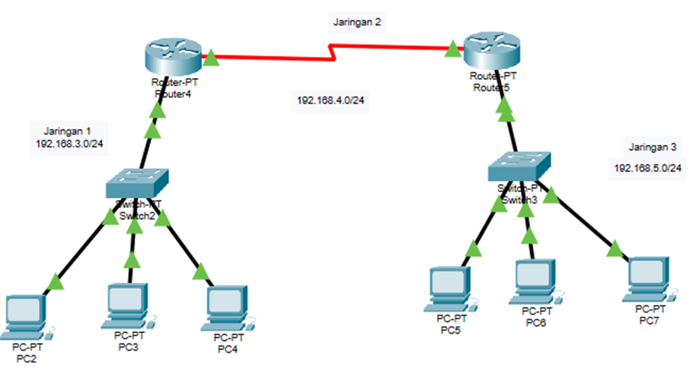 Jaringan 2
Router-PT
Router4
Router-PT
Router5
192.168.4.0/24
Jaringan 1
192.168.3.0/24
Jaringan 3
192.168.5.0/24
Switch-PT
Switch2
Switch-PT
Switch3
PC-PT
PC2
PC-PT
PC3
PC-PT
PC4
PC-PT
PC5
PC-PT
PC6
PC-PT
PC7